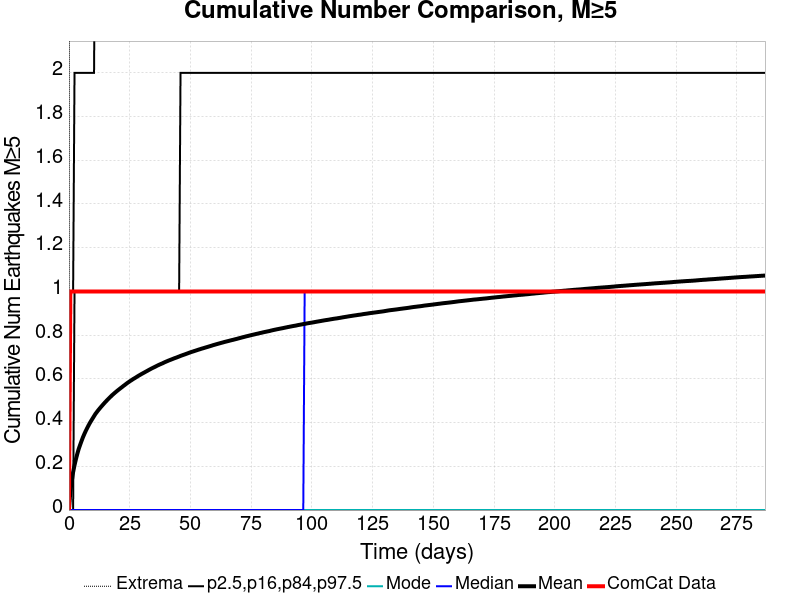 Cumulative Number Comparison, M≥5
Cumulative Num Earthquakes M≥5
2
1.8
1.6
1.4
1.2
1
0.8
0.6
0.4
0.2
0
0 25 50 75 100 125 150 175 200 225 250 275
Time (days)
Extrema p2.5,p16,p84,p97.5 Mode Median Mean ComCat Data